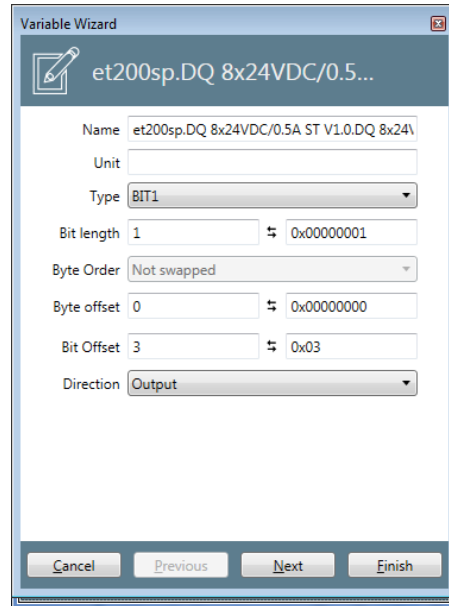 Variable Wizard
et200sp.DQ 8x24VDC/0.5...
Name et200sp.DQ 8x24VDC/0.5A ST V1.0.DQ 8x24\
Unit
Type BIT1
Bit length 1 0x00000001
Byte Order Not swapped
Byte offset 0 0x00000000
Bit Offset 3 0x03
Direction Output
Cancel Previous Next Finish